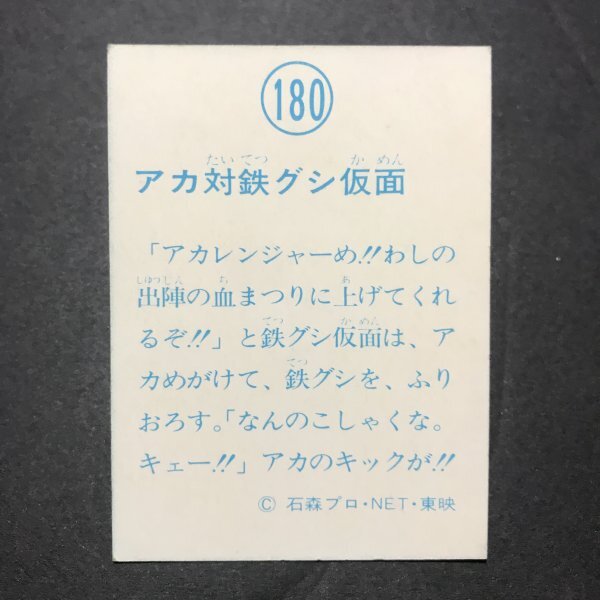 180
アカ対鉄グシ仮面
たいてつ かめん
「アカレンジャーめ!!わしの
しゅつじん ち あ
出陣の血まつりに上げてくれ
てつ かめん
るぞ!!」と鉄グシ仮面は、ア
てつ
カめがけて、鉄グシを、ふり
おろす。「なんのこしゃくな。
キェー!!」アカのキックが!!
© 石森プロ・NET・東映